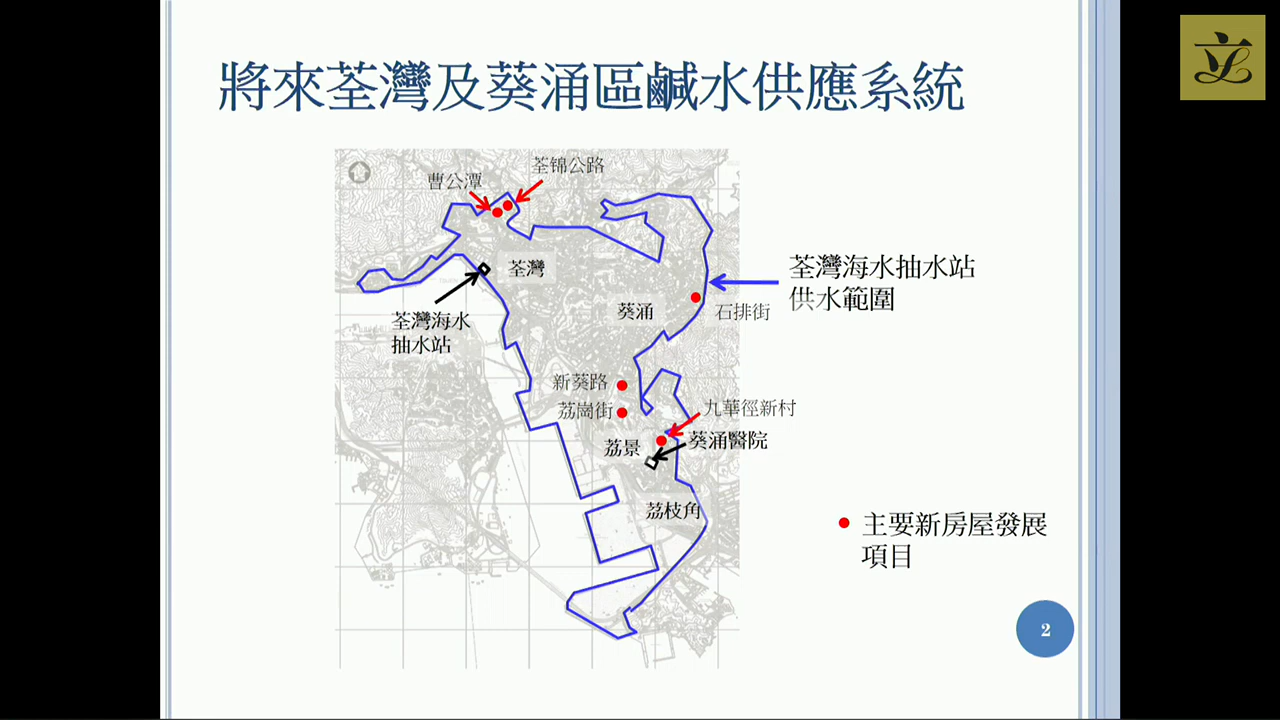 立
將來荃灣及葵涌區鹹水供應系統
荃锦公路
曹公潭
荃灣
荃灣海水抽水站
供水範圍
葵涌
石排街
荃灣海水
抽水站
新葵路
荔崗街
九華徑新村
葵涌醫院
荔景
荔枝角
主要新房屋發展
項目
2